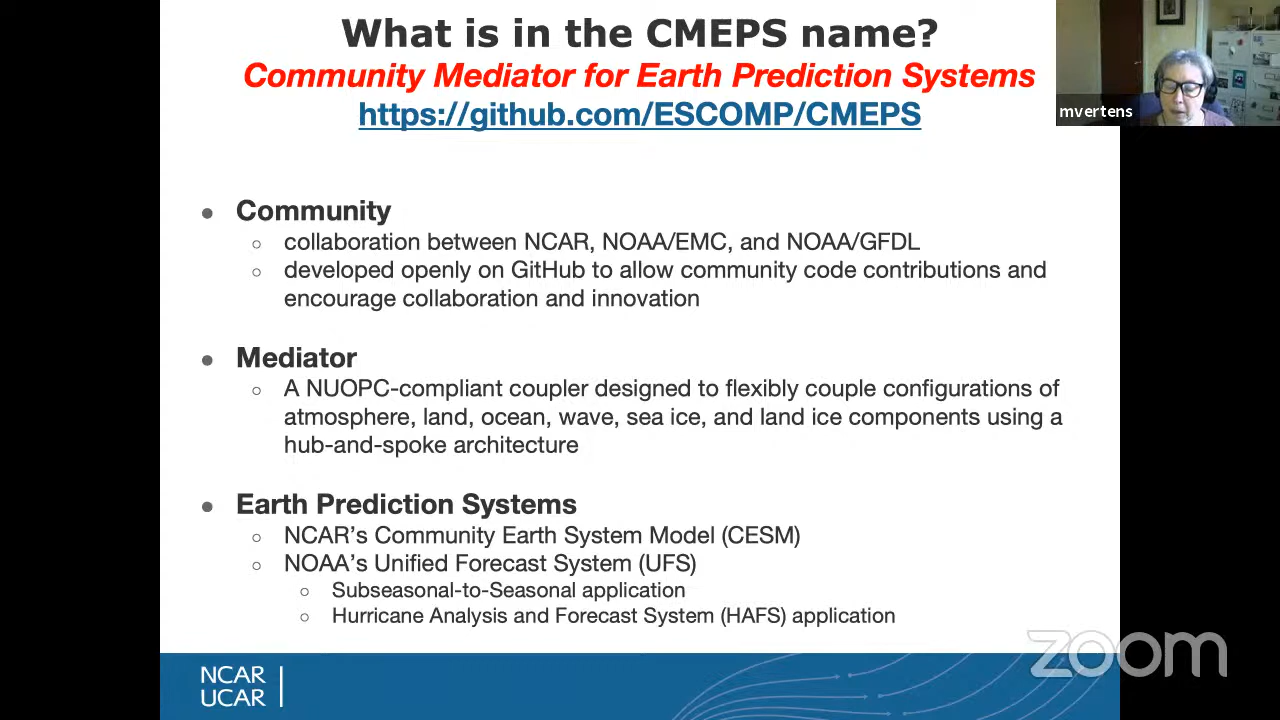 What is in the CMEPS name?
Community Mediator for Earth Prediction Systems
https://github.com/ESCOMP/CMEPS
mvertens
● Community
○ collaboration between NCAR, NOAA/EMC, and NOAA/GFDL
○ developed openly on GitHub to allow community code contributions and
encourage collaboration and innovation
● Mediator
○ A NUOPC-compliant coupler designed to flexibly couple configurations of
atmosphere, land, ocean, wave, sea ice, and land ice components using a
hub-and-spoke architecture
● Earth Prediction Systems
○ NCAR’s Community Earth System Model (CESM)
○ NOAA’s Unified Forecast System (UFS)
○ Subseasonal-to-Seasonal application
○ Hurricane Analysis and Forecast System (HAFS) application
NCAR
UCAR
zoom